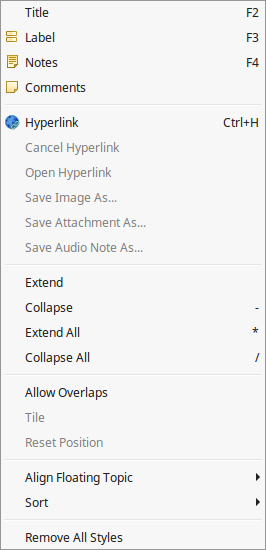 Title F2
Label F3
Notes F4
Comments
Hyperlink Ctrl+H
Cancel Hyperlink
Open Hyperlink
Save Image As...
Save Attachment As...
Save Audio Note As...
Extend
Collapse -
Extend All *
Collapse All /
Allow Overlaps
Tile
Reset Position
Align Floating Topic
Sort
Remove All Styles